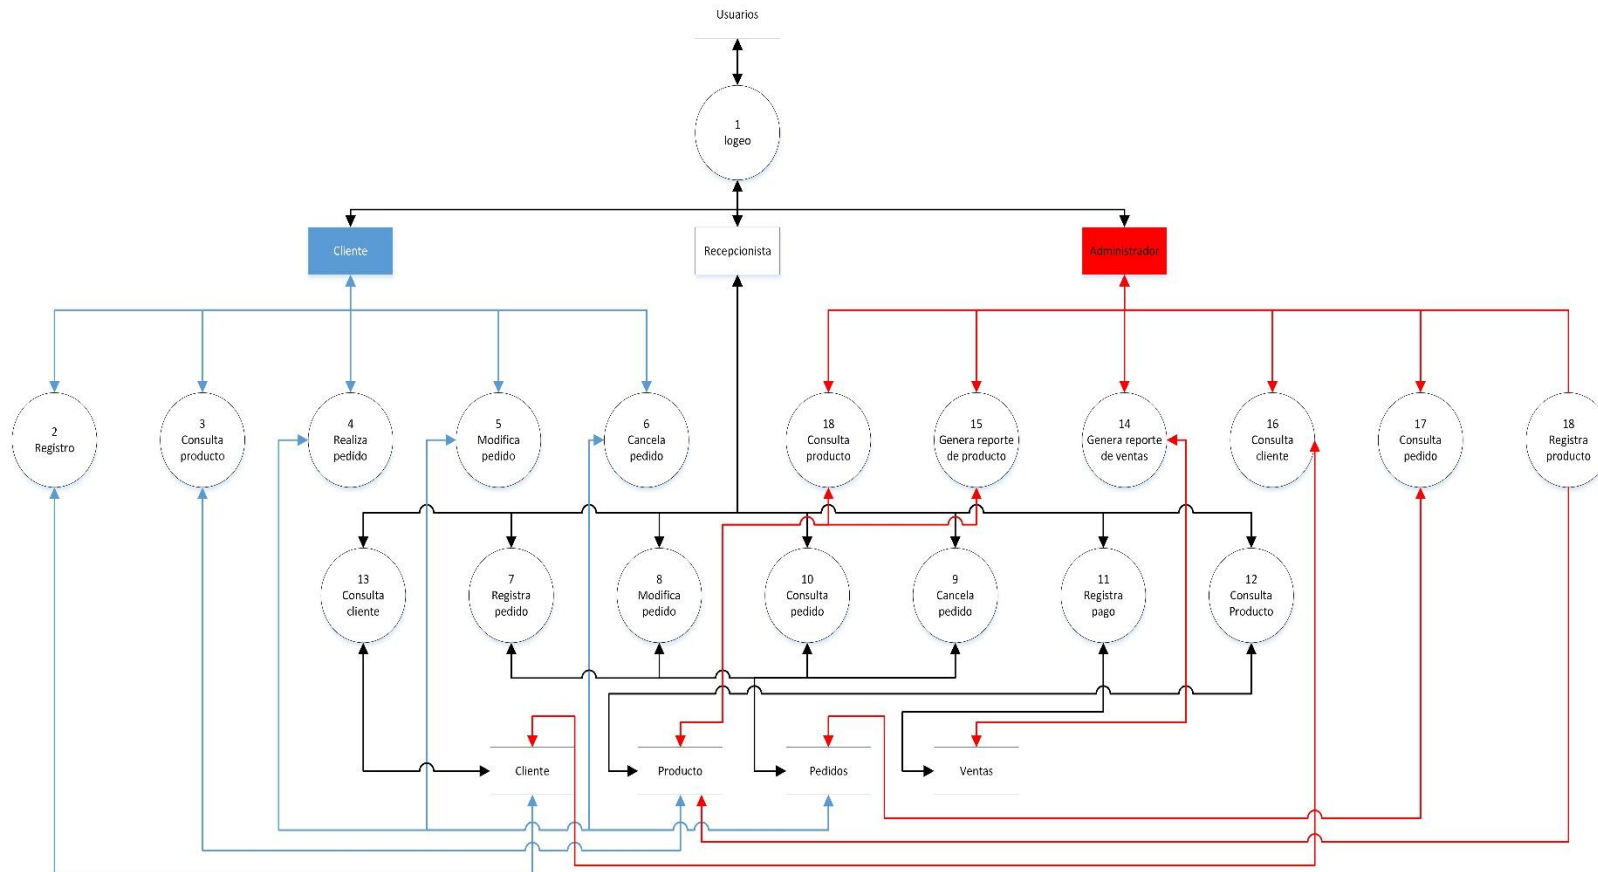 Usuarios
1
logeo
Cliente
Recepcionista
Administrador
2
Registro
3
Consulta
producto
4
Realiza
pedido
5
Modifica
pedido
6
Cancela
pedido
18
Consulta
producto
15
Genera reporte
de producto
14
Genera reporte
de ventas
16
Consulta
cliente
17
Consulta
pedido
18
Registra
producto
13
Consulta
cliente
7
Registra
pedido
8
Modifica
pedido
10
Consulta
pedido
9
Cancela
pedido
11
Registra
pago
12
Consulta
Producto
Cliente
Producto
Pedidos
Ventas